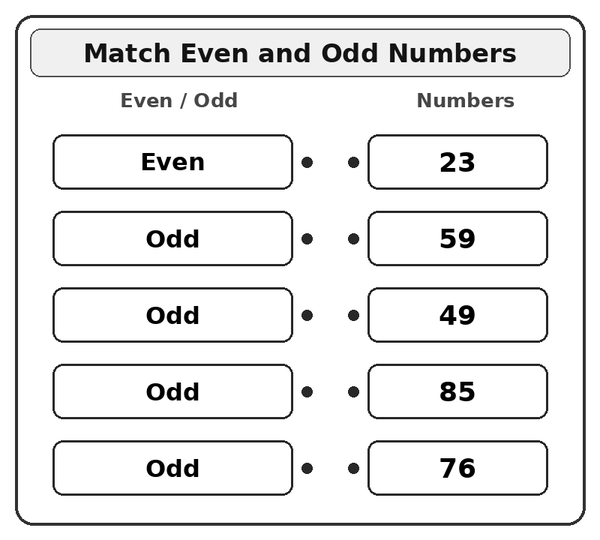 Match Even and Odd Numbers
Even / Odd Numbers
Even 23
Odd 59
Odd 49
Odd 85
Odd 76